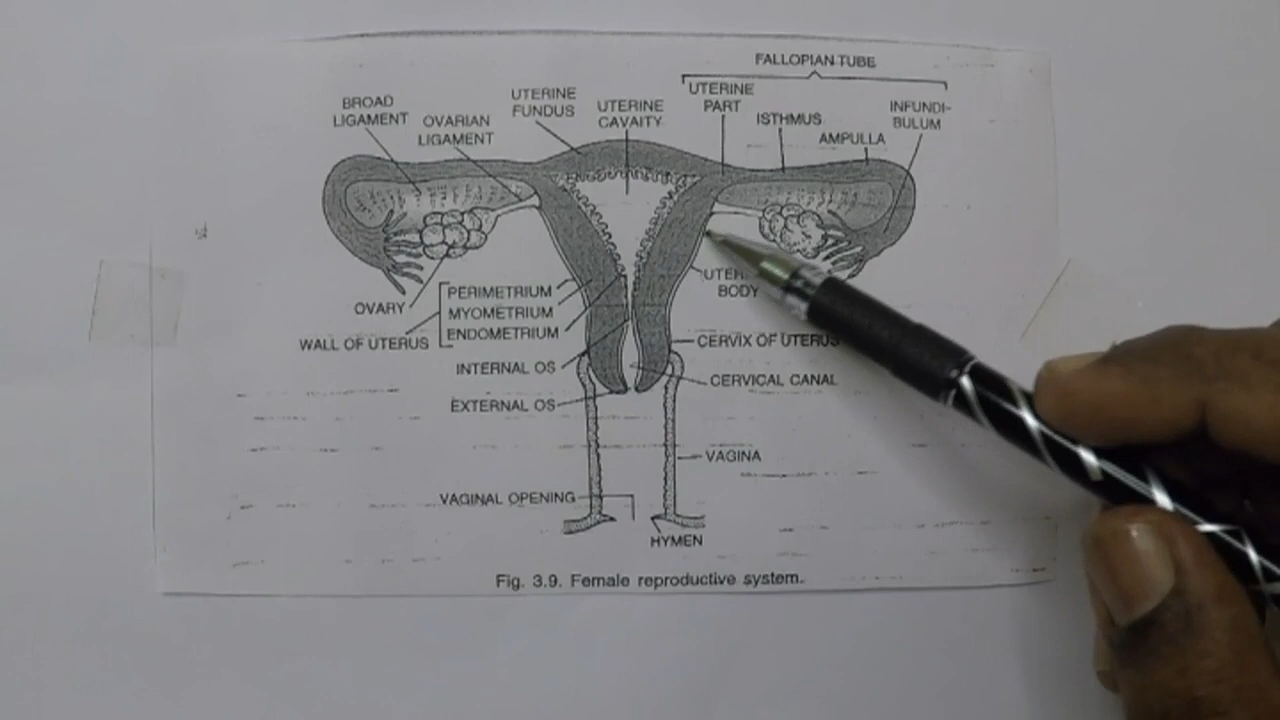 FALLOPIAN TUBE
BROAD
LIGAMENT
OVARIAN
LIGAMENT
UTERINE
FUNDUS
UTERINE
CAVAITY
UTERINE
PART
ISTHMUS
AMPULLA
INFUNDI-
BULUM
OVARY
PERIMETRIUM
MYOMETRIUM
ENDOMETRIUM
WALL OF UTERUS
INTERNAL OS
EXTERNAL OS
BODY
CERVIX OF UTERUS
CERVICAL CANAL
VAGINA
VAGINAL OPENING
HYMEN
Fig. 3.9. Female reproductive system.